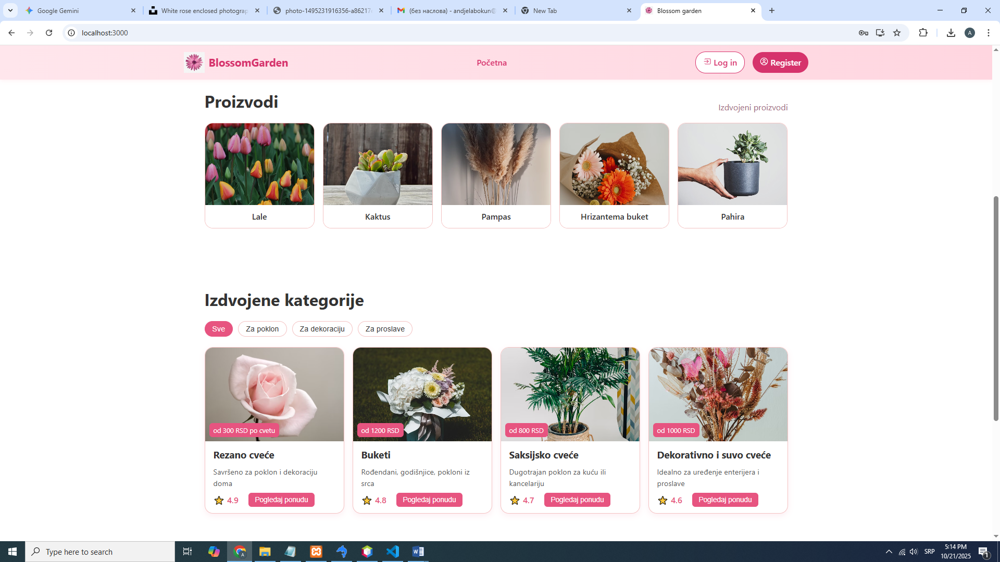 Google Gemini
White rose enclosed photograp
photo-1495231916356-a86217
(без наслова) - andjelabokun@
New Tab
Blossom garden
localhost:3000
A
BlossomGarden
Početna
Log in
Register
Proizvodi
Izdvojeni proizvodi
Lale
Kaktus
Pampas
Hrizantema buket
Pahira
Izdvojene kategorije
Sve
Za poklon
Za dekoraciju
Za proslave
od 300 RSD po cvetu
od 1200 RSD
od 800 RSD
od 1000 RSD
Rezano cveće
Buketi
Saksijsko cveće
Dekorativno i suvo cveće
Savršeno za poklon i dekoraciju
doma
Rođendani, godišnjice, pokloni iz
srca
Dugotrajan poklon za kuću ili
kancelariju
Idealno za uređenje enterijera i
proslave
4.9
Pogledaj ponudu
4.8
Pogledaj ponudu
4.7
Pogledaj ponudu
4.6
Pogledaj ponudu
Type here to search
SRP
5:14 PM
10/21/2025
1